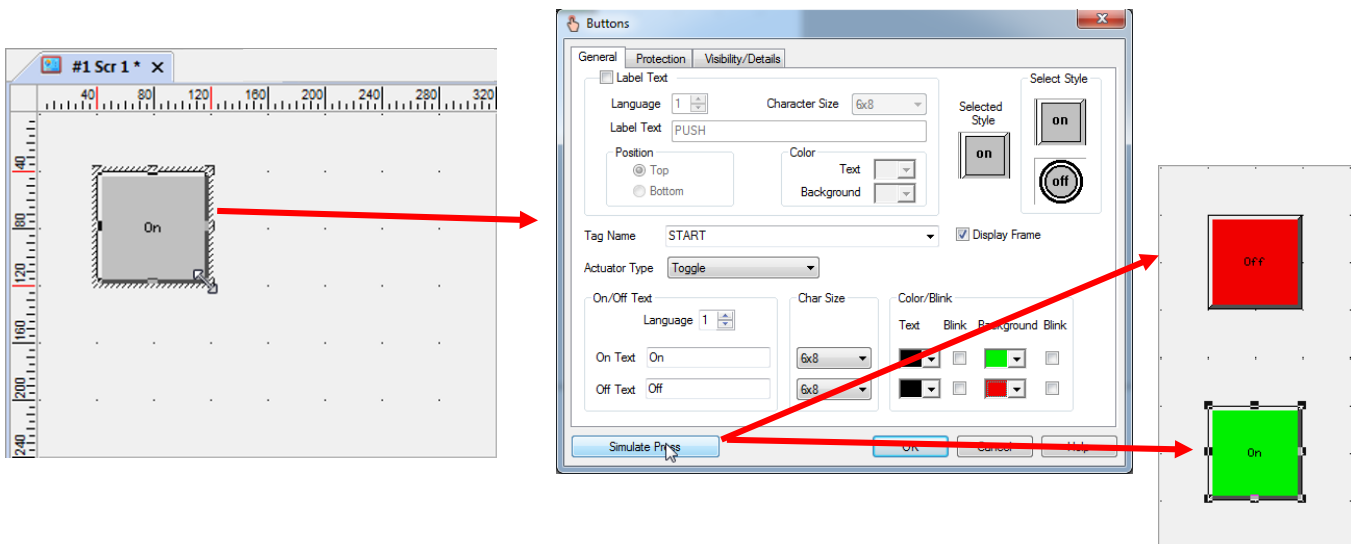 #1 Scr 1 * X
40 80 120 160 200 240 280 320
40
80
120
160
200
240
On
Buttons
General Protection Visibility/Details
Label Text
Language 1 Character Size 6x8
Label Text PUSH
Position
Top
Bottom
Color
Text
Background
Selected
Style
on
Select Style
on
off
Tag Name START
Display Frame
Actuator Type Toggle
On/Off Text
Language 1
On Text On
Off Text Off
Char Size
6x8
6x8
Color/Blink
Text Blink Background Blink
Simulate Press OK Cancel Help
Off
On